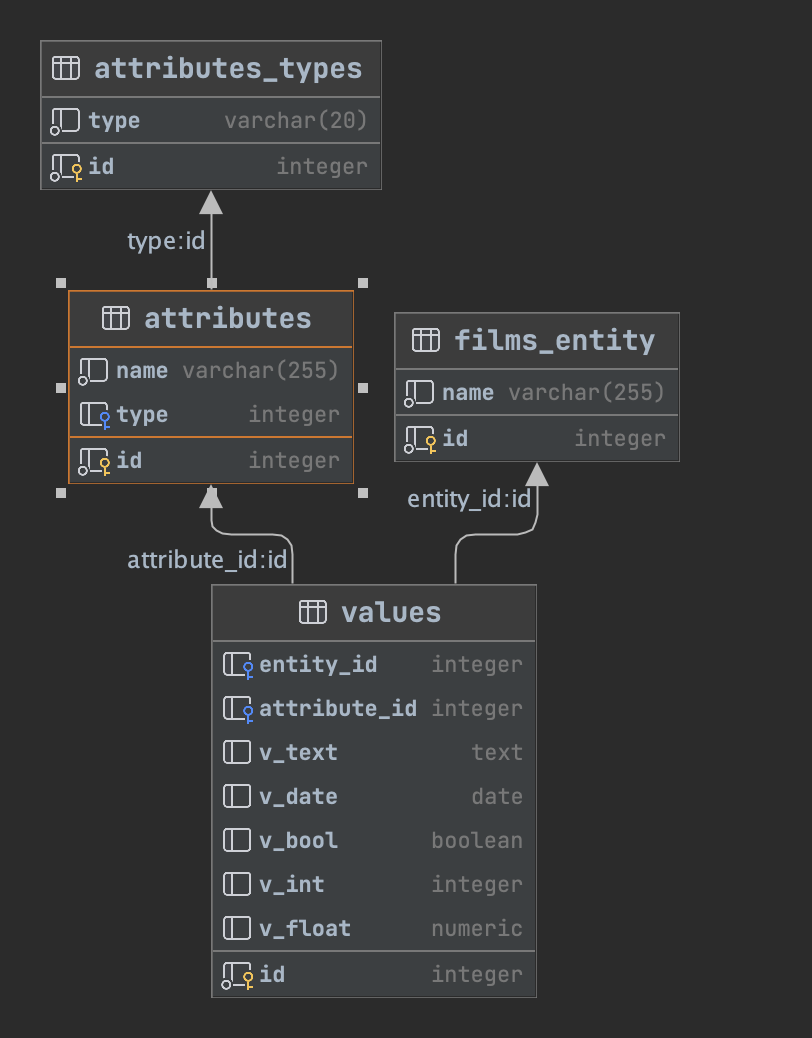 attributes_types
type varchar(20)
id integer
type:id
attributes
name varchar(255)
type integer
id integer
films_entity
name varchar(255)
id integer
entity_id:id
attribute_id:id
values
entity_id integer
attribute_id integer
v_text text
v_date date
v_bool boolean
v_int integer
v_float numeric
id integer